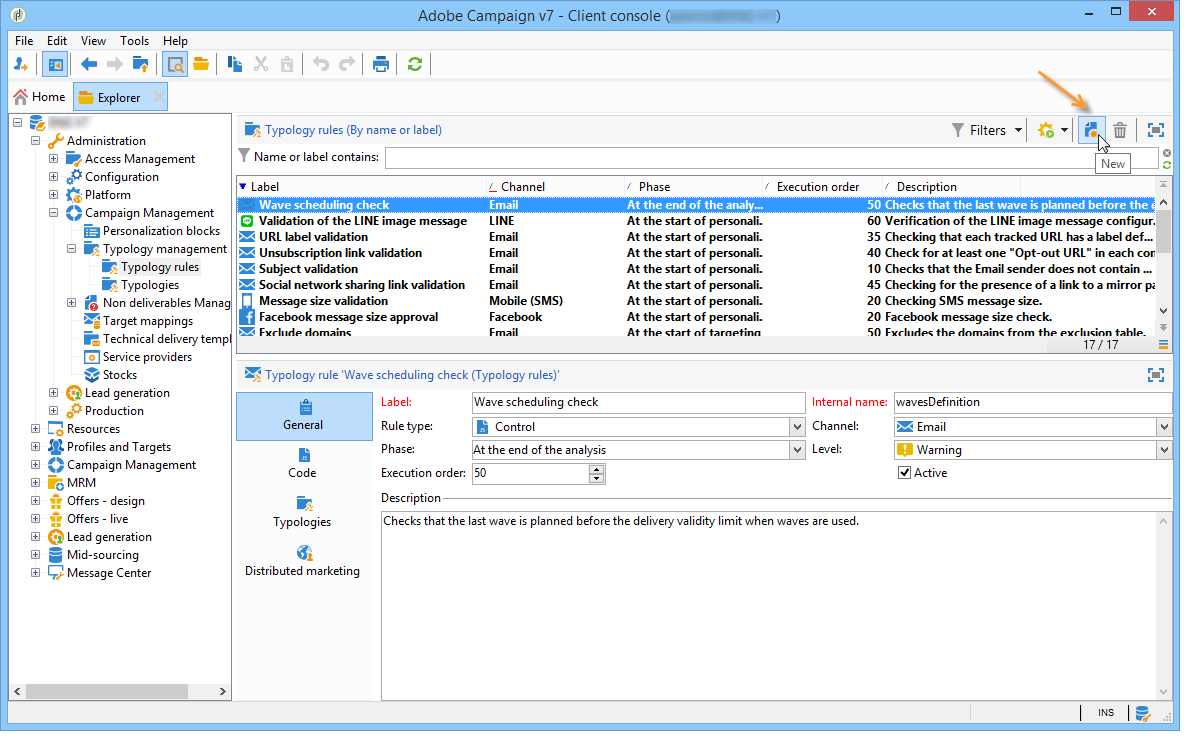 Adobe Campaign v7 - Client console ( )
File Edit View Tools Help
Home Explorer
Administration
Access Management
Configuration
Platform
Campaign Management
Personalization blocks
Typology management
Typology rules
Typologies
Non deliverables Manag
Target mappings
Technical delivery templ
Service providers
Stocks
Lead generation
Production
Resources
Profiles and Targets
Campaign Management
MRM
Offers - design
Offers - live
Lead generation
Mid-sourcing
Message Center
Typology rules (By name or label) Filters
Name or label contains:
New
Label Channel Phase Execution order Description
Wave scheduling check Email At the end of the analy... 50 Checks that the last wave is planned before the e
Validation of the LINE image message LINE At the start of personali.. 60 Verification of the LINE image message configur.
URL label validation Email At the start of personali.. 35 Checking that each tracked URL has a label def...
Unsubscription link validation Email At the start of personali.. 40 Check for at least one "Opt-out URL" in each con
Subject validation Email At the start of personali.. 10 Checks that the Email sender does not contain ...
Social network sharing link validation Email At the start of personali.. 45 Checking for the presence of a link to a mirror pa
Message size validation Mobile (SMS) At the start of personali.. 20 Checking SMS message size.
Facebook message size approval Facebook At the start of personali.. 20 Facebook message size check.
Exclude domains Email At the start of targeting 50 Excludes the domains from the exclusion table.
17 / 17
Typology rule 'Wave scheduling check (Typology rules)'
General
Code
Typologies
Distributed marketing
Label: Wave scheduling check Internal name: wavesDefinition
Rule type: Control Channel: Email
Phase: At the end of the analysis Level: Warning
Execution order: 50 Active
Description
Checks that the last wave is planned before the delivery validity limit when waves are used.
INS